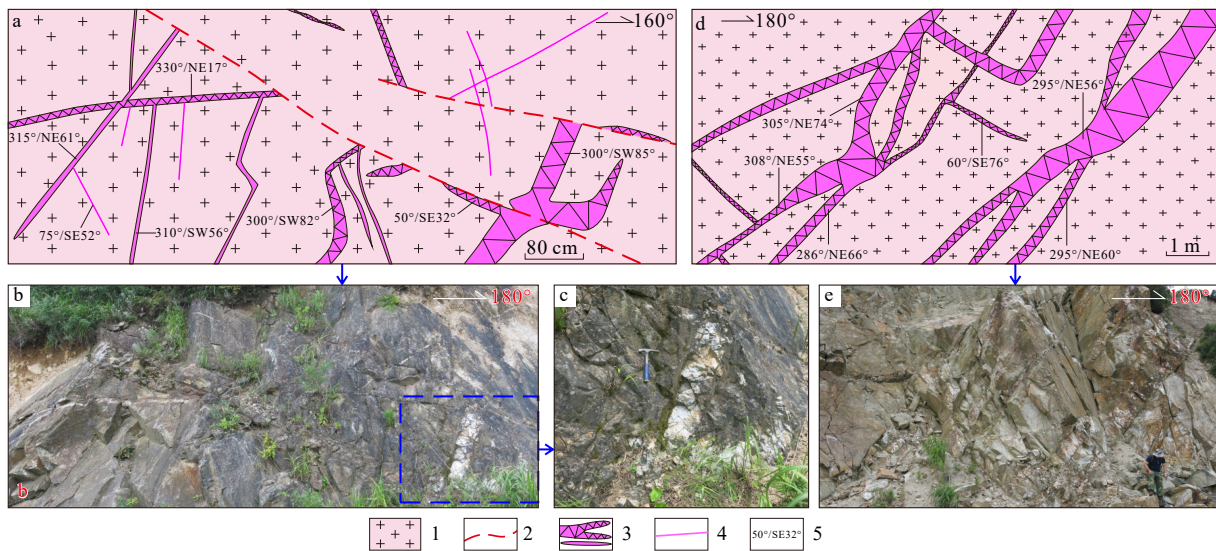 a
160°
330°/NE17°
315°/NE61°
75°/SE52°
310°/SW56°
300°/SW82°
50°/SE32°
300°/SW85°
80 cm
d
180°
295°/NE56°
305°/NE74°
308°/NE55°
60°/SE76°
286°/NE66°
295°/NE60°
1 m
b
180°
b
c
e
180°
1
2
3
4
50°/SE32°
5